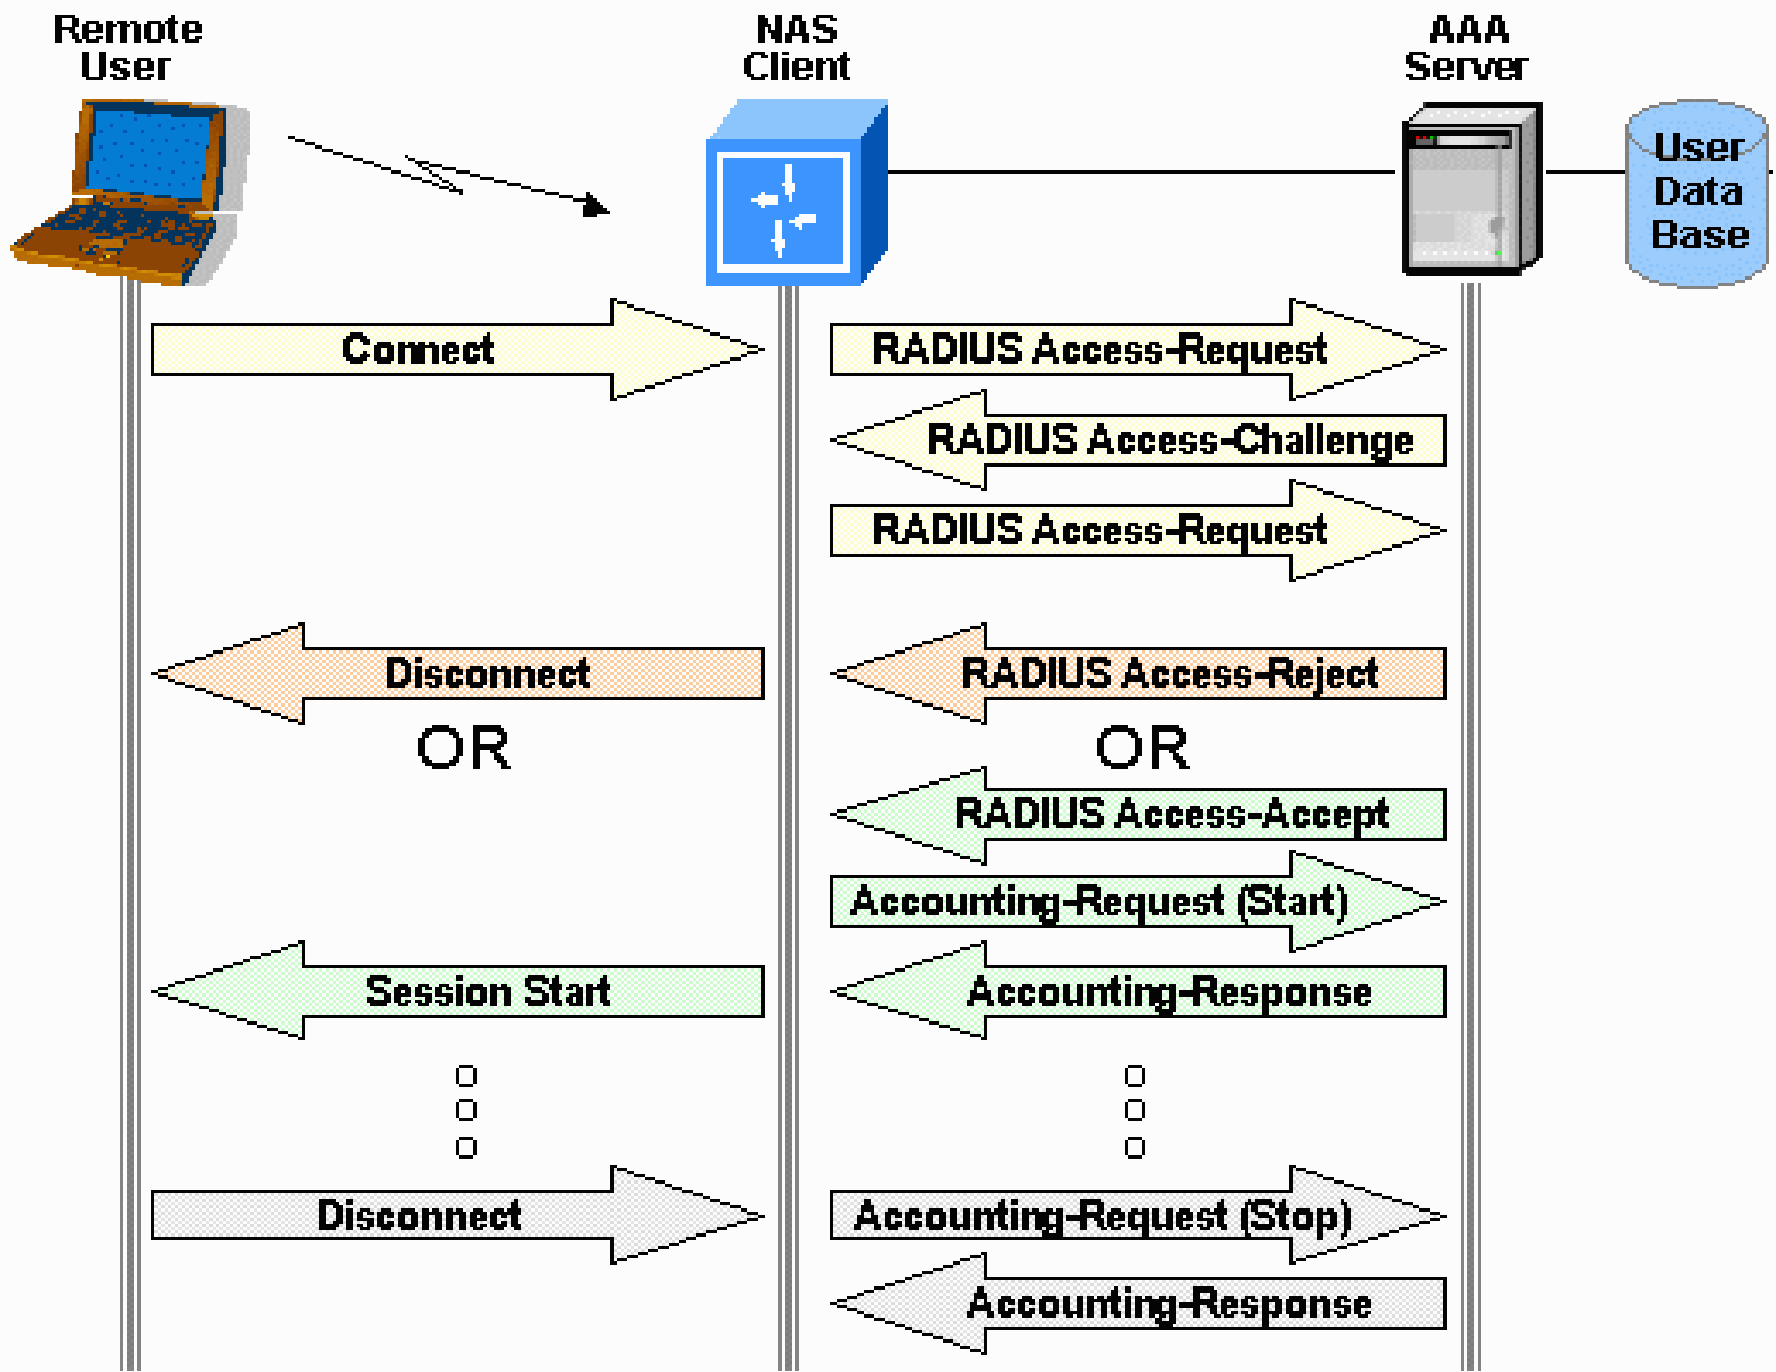 Remote
User
NAS
Client
AAA
Server
User
Data
Base
Connect
RADIUS Access-Request
RADIUS Access-Challenge
RADIUS Access-Request
Disconnect
RADIUS Access-Reject
OR
OR
RADIUS Access-Accept
Accounting-Request (Start)
Session Start
Accounting-Response
Disconnect
Accounting-Request (Stop)
Accounting-Response